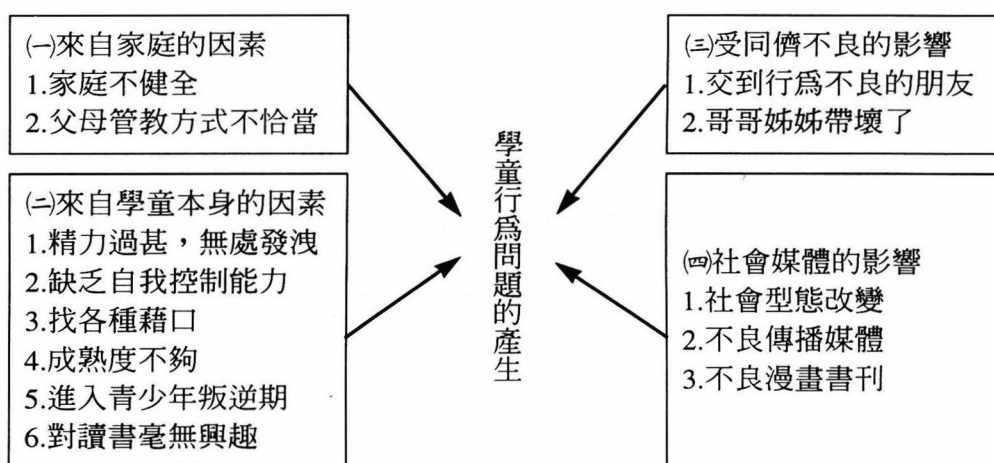 ㈠來自家庭的因素
1.家庭不健全
2.父母管教方式不恰當
㈡來自學童本身的因素
1.精力過甚，無處發洩
2.缺乏自我控制能力
3.找各種藉口
4.成熟度不夠
5.進入青少年叛逆期
6.對讀書毫無興趣
學童行為問題的產生
㈢受同儕不良的影響
1.交到行為不良的朋友
2.哥哥姊姊帶壞了
㈣社會媒體的影響
1.社會型態改變
2.不良傳播媒體
3.不良漫畫書刊